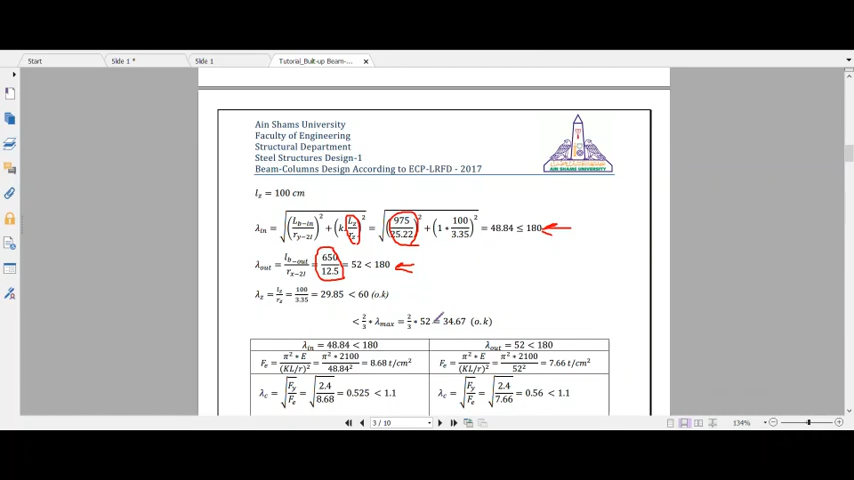 Start
Slide 1 *
Slide 1
Tutorial_Built-up Beam-...
Ain Shams University
Faculty of Engineering
Structural Department
Steel Structures Design-1
Beam-Columns Design According to ECP-LRFD - 2017
l_z = 100 cm
λ_in = √((L_b-in / r_y-2l)² + (k. L_z / r_z)²) = √((975 / 25.22)² + (1 * 100 / 3.35)²) = 48.84 ≤ 180
λ_out = l_b-out / r_x-2l = 650 / 12.5 = 52 < 180
λ_z = l_z / r_z = 100 / 3.35 = 29.85 < 60 (o.k)
< 2/3 * λ_max = 2/3 * 52 = 34.67 (o.k)
λ_in = 48.84 < 180 λ_out = 52 < 180
F_e = π² * E / (KL/r)² = π² * 2100 / 48.84² = 8.68 t/cm² F_e = π² * E / (KL/r)² = π² * 2100 / 52² = 7.66 t/cm²
λ_c = √(F_y / F_e) = √(2.4 / 8.68) = 0.525 < 1.1 λ_c = √(F_y / F_e) = √(2.4 / 7.66) = 0.56 < 1.1
3 / 10
134%